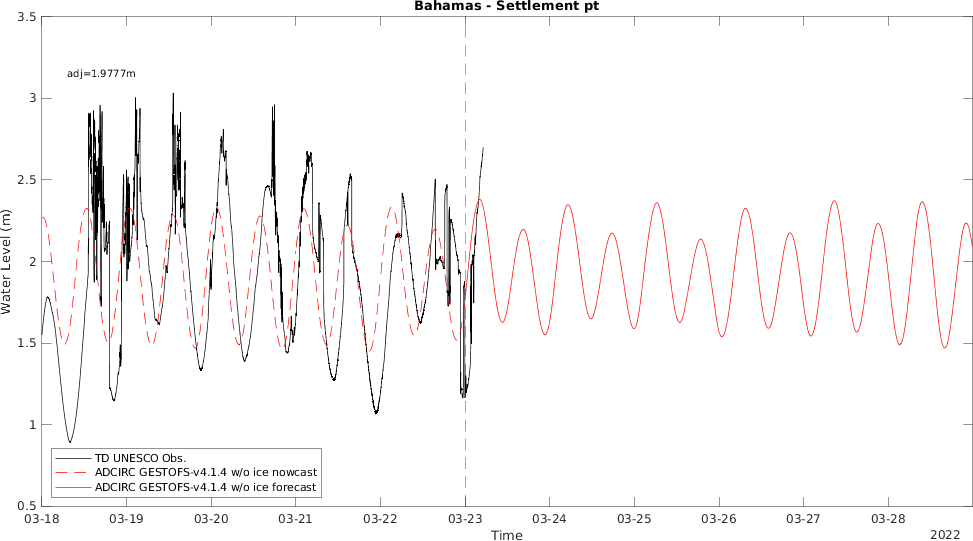 Bahamas - Settlement pt
3.5
adj=1.9777m
3
2.5
2
1.5
1
0.5
Water Level (m)
TD UNESCO Obs.
ADCIRC GESTOFS-v4.1.4 w/o ice nowcast
ADCIRC GESTOFS-v4.1.4 w/o ice forecast
03-18 03-19 03-20 03-21 03-22 03-23 03-24 03-25 03-26 03-27 03-28
Time
2022